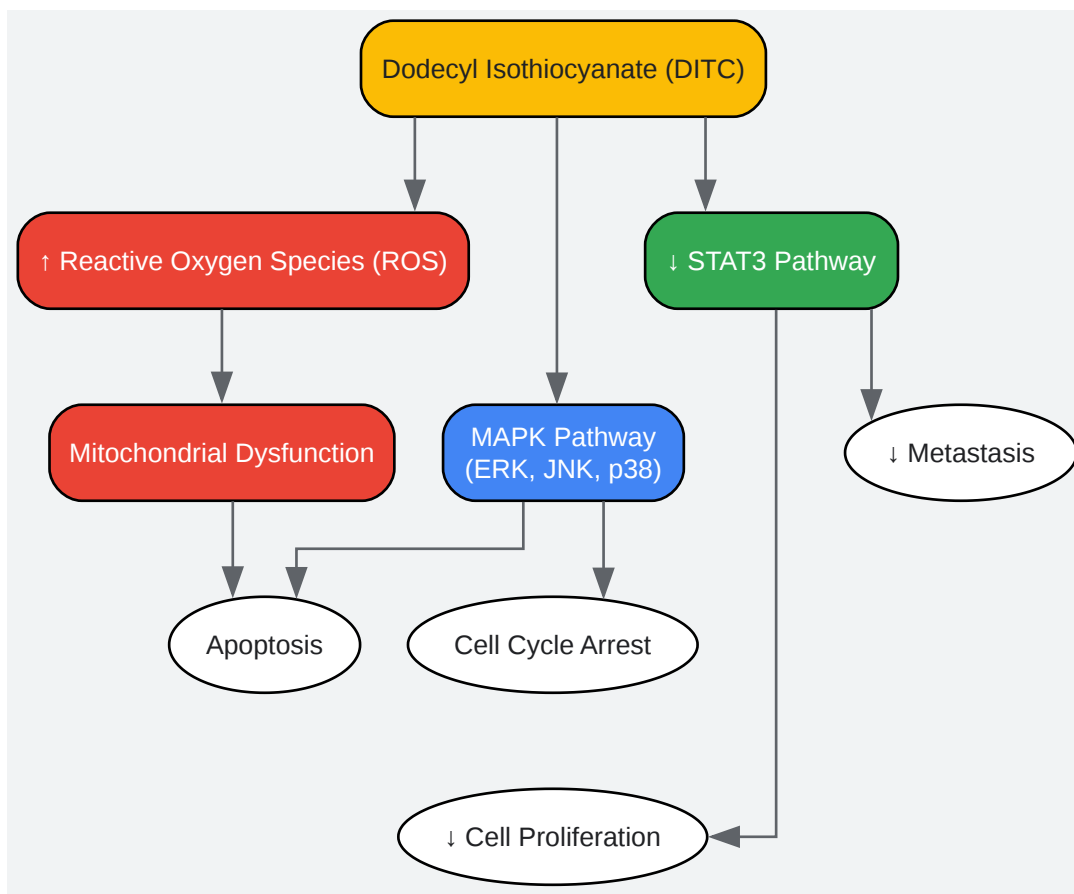 Dodecyl Isothiocyanate (DITC)
↑ Reactive Oxygen Species (ROS)
↓ STAT3 Pathway
Mitochondrial Dysfunction
MAPK Pathway
(ERK, JNK, p38)
↓ Metastasis
Apoptosis
Cell Cycle Arrest
↓ Cell Proliferation